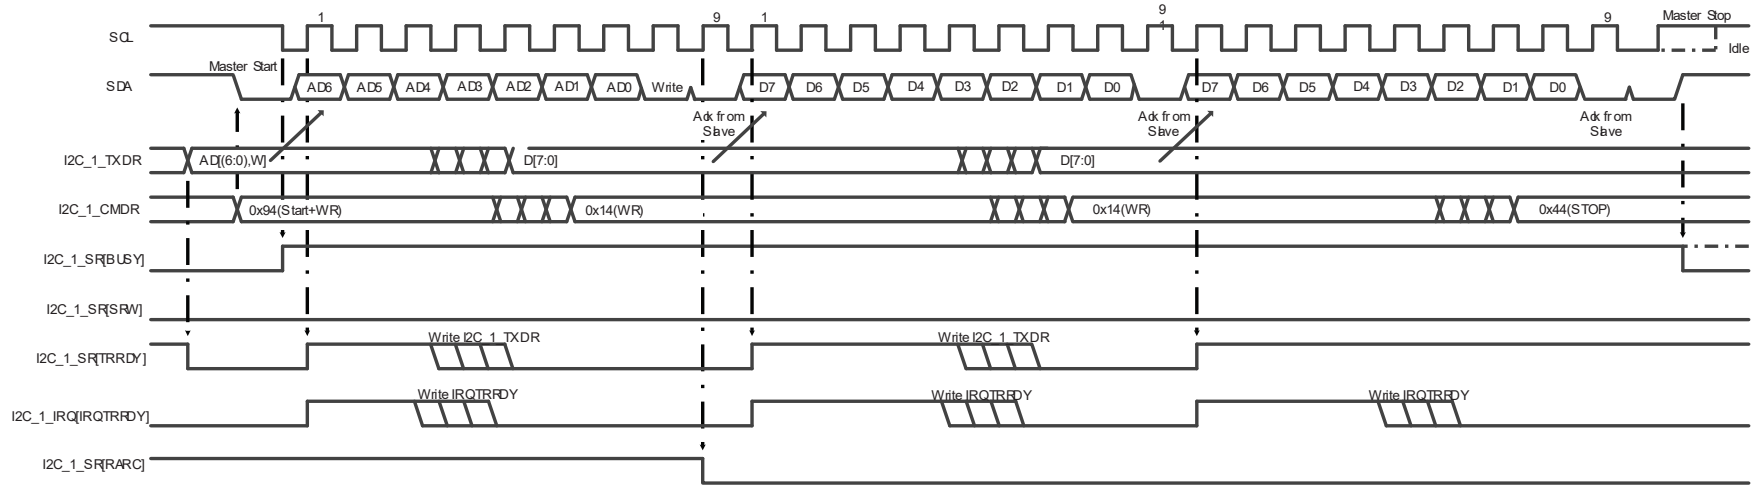 1 9 1 9 9 Master Stop
1
SCL
Idle
Master Start
SDA AD6 AD5 AD4 AD3 AD2 AD1 AD0 Write D7 D6 D5 D4 D3 D2 D1 D0 D7 D6 D5 D4 D3 D2 D1 D0
Ack from Ack from Ack from
Slave Slave Slave
I2C_1_TXDR AD[(6:0),W] D[7:0] D[7:0]
I2C_1_CMDR 0x94(Start+WR) 0x14(WR) 0x14(WR) 0x44(STOP)
I2C_1_SR[BUSY]
I2C_1_SR[SRW]
Write I2C_1_TXDR Write I2C_1_TXDR
I2C_1_SR[TRRDY]
Write IRQTRRDY Write IRQTRRDY Write IRQTRRDY
I2C_1_IRQ[IRQTRRDY]
I2C_1_SR[RARC]